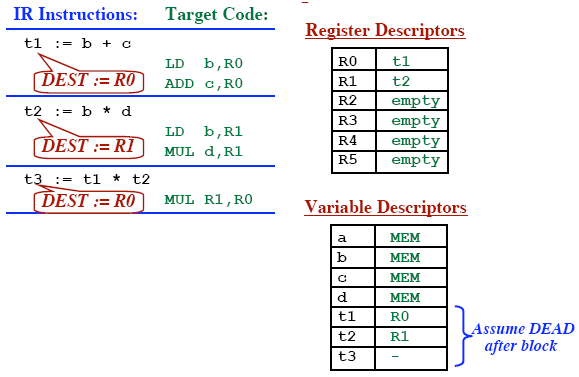 IR Instructions: Target Code:
t1 := b + c
DEST := R0
LD b,R0
ADD c,R0
t2 := b * d
DEST := R1
LD b,R1
MUL d,R1
t3 := t1 * t2
DEST := R0
MUL R1,R0
Register Descriptors
R0 t1
R1 t2
R2 empty
R3 empty
R4 empty
R5 empty
Variable Descriptors
a MEM
b MEM
c MEM
d MEM
t1 R0
t2 R1
t3 -
Assume DEAD
after block